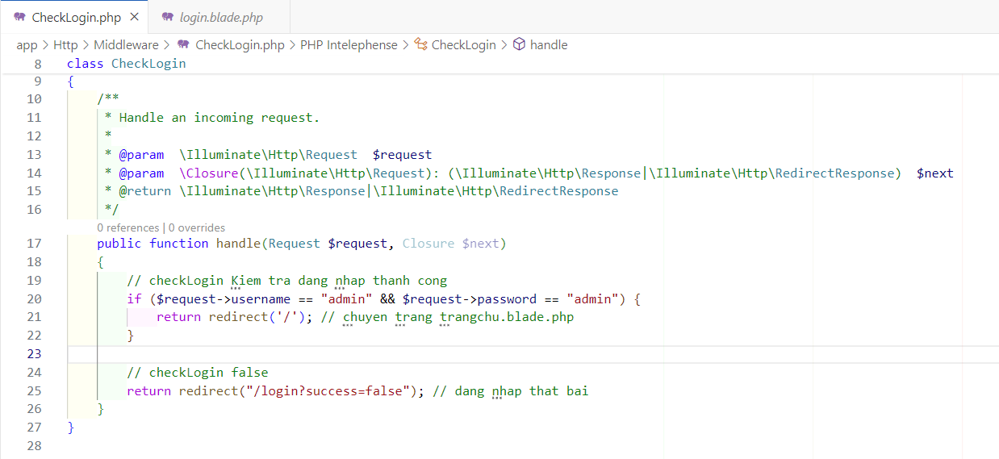 CheckLogin.php × login.blade.php
app > Http > Middleware > CheckLogin.php > PHP Intelephense > CheckLogin > handle
8 class CheckLogin
9 {
10 /**
11 * Handle an incoming request.
12 *
13 * @param  \Illuminate\Http\Request  $request
14 * @param  \Closure(\Illuminate\Http\Request): (\Illuminate\Http\Response|\Illuminate\Http\RedirectResponse)  $next
15 * @return \Illuminate\Http\Response|\Illuminate\Http\RedirectResponse
16 */
0 references | 0 overrides
17 public function handle(Request $request, Closure $next)
18 {
19 // checkLogin Kiem tra dang nhap thanh cong
20 if ($request->username == "admin" && $request->password == "admin") {
21 return redirect('/'); // chuyen trang trangchu.blade.php
22 }
23
24 // checkLogin false
25 return redirect("/login?success=false"); // dang nhap that bai
26 }
27 }
28